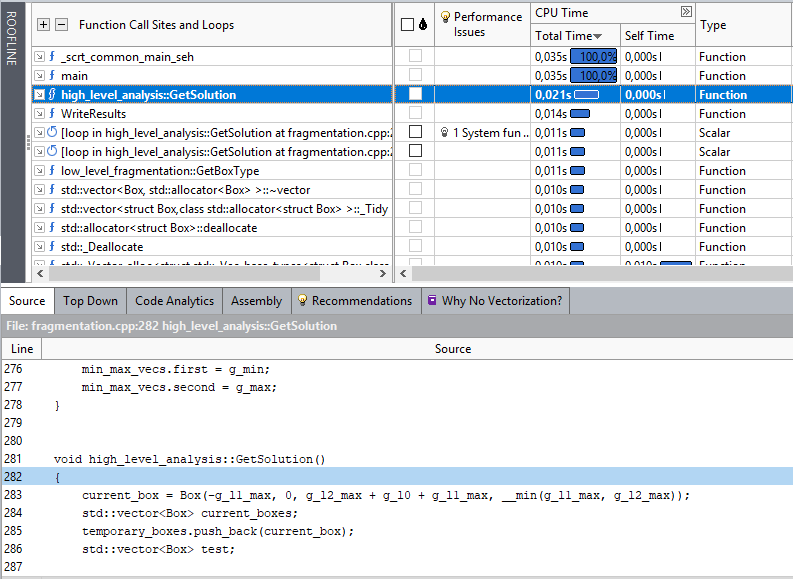 ROOFLINE
+ − Function Call Sites and Loops
Performance Issues
CPU Time
Total Time Self Time
Type
_scrt_common_main_seh 0,035s 100,0% 0,000s Function
main 0,035s 100,0% 0,000s Function
high_level_analysis::GetSolution 0,021s 0,000s Function
WriteResults 0,014s 0,000s Function
[loop in high_level_analysis::GetSolution at fragmentation.cpp:2 1 System fun .. 0,011s 0,000s Scalar
[loop in high_level_analysis::GetSolution at fragmentation.cpp:2 0,011s 0,000s Scalar
low_level_fragmentation::GetBoxType 0,011s 0,000s Function
std::vector<Box, std::allocator<Box> >::~vector 0,010s 0,000s Function
std::vector<struct Box,class std::allocator<struct Box> >::_Tidy 0,010s 0,000s Function
std::allocator<struct Box>::deallocate 0,010s 0,000s Function
std::_Deallocate 0,010s 0,000s Function
Source Top Down Code Analytics Assembly Recommendations Why No Vectorization?
File: fragmentation.cpp:282 high_level_analysis::GetSolution
Line Source
276 min_max_vecs.first = g_min;
277 min_max_vecs.second = g_max;
278 }
279
280
281 void high_level_analysis::GetSolution()
282 {
283 current_box = Box(-g_l1_max, 0, g_l2_max + g_l0 + g_l1_max, __min(g_l1_max, g_l2_max));
284 std::vector<Box> current_boxes;
285 temporary_boxes.push_back(current_box);
286 std::vector<Box> test;
287